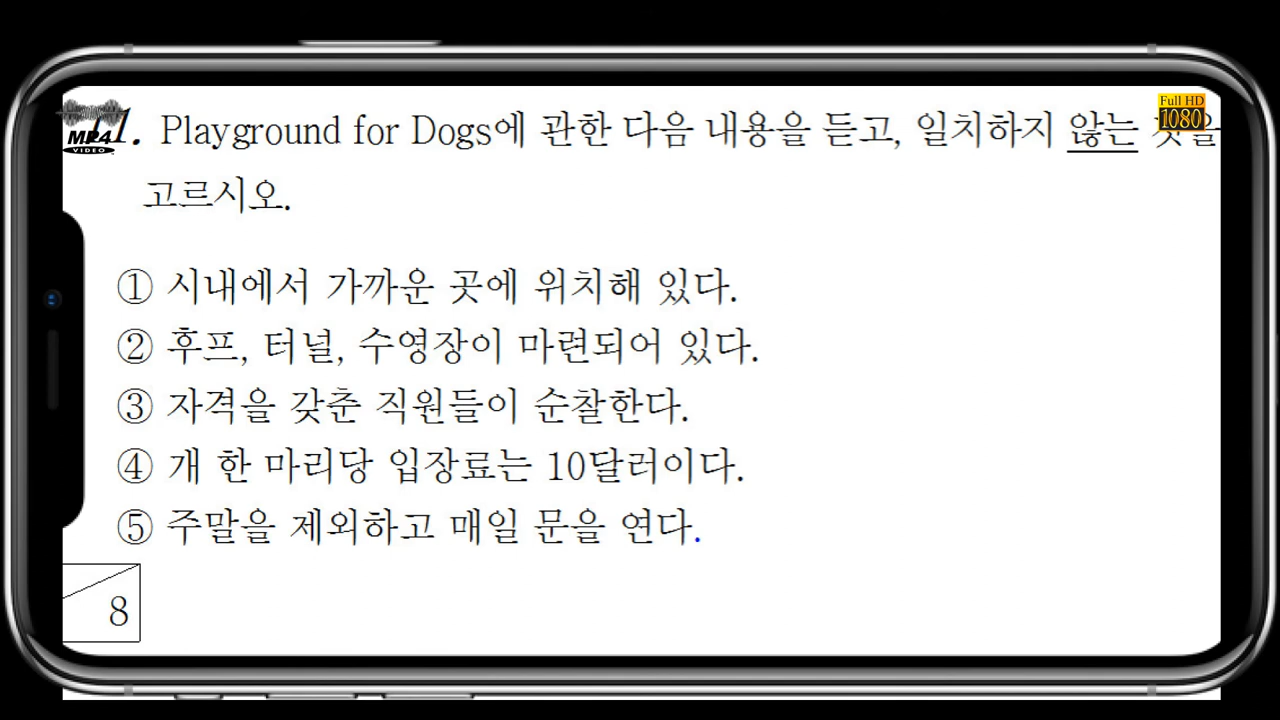 11. Playground for Dogs에 관한 다음 내용을 듣고, 일치하지 않는 것을
고르시오.
① 시내에서 가까운 곳에 위치해 있다.
② 후프, 터널, 수영장이 마련되어 있다.
③ 자격을 갖춘 직원들이 순찰한다.
④ 개 한 마리당 입장료는 10달러이다.
⑤ 주말을 제외하고 매일 문을 연다.
8
MP4
VIDEO
Full HD
1080